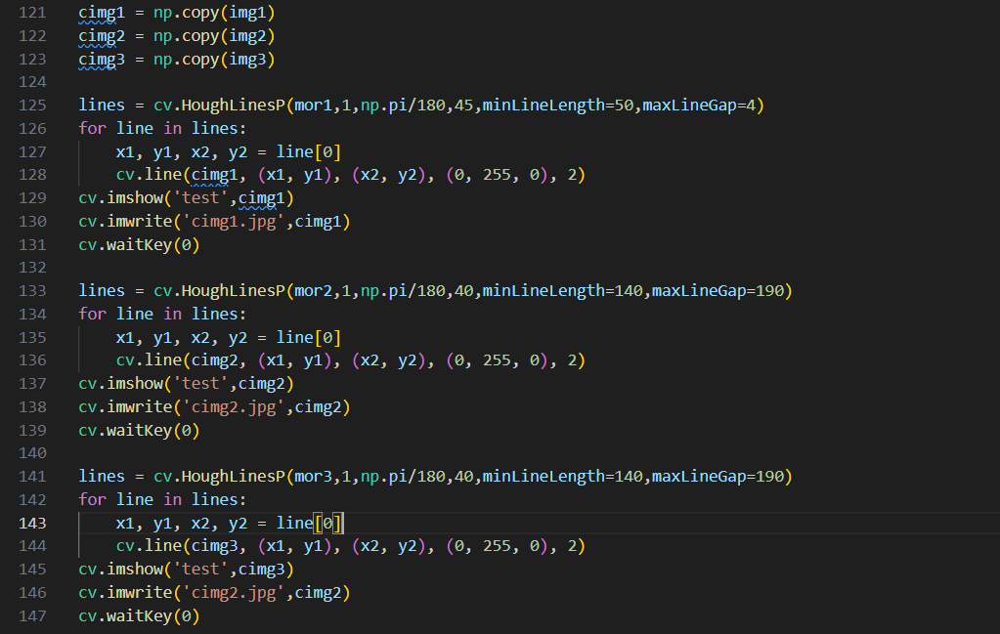 121 cimg1 = np.copy(img1)
122 cimg2 = np.copy(img2)
123 cimg3 = np.copy(img3)
124
125 lines = cv.HoughLinesP(mor1,1,np.pi/180,45,minLineLength=50,maxLineGap=4)
126 for line in lines:
127     x1, y1, x2, y2 = line[0]
128     cv.line(cimg1, (x1, y1), (x2, y2), (0, 255, 0), 2)
129 cv.imshow('test',cimg1)
130 cv.imwrite('cimg1.jpg',cimg1)
131 cv.waitKey(0)
132
133 lines = cv.HoughLinesP(mor2,1,np.pi/180,40,minLineLength=140,maxLineGap=190)
134 for line in lines:
135     x1, y1, x2, y2 = line[0]
136     cv.line(cimg2, (x1, y1), (x2, y2), (0, 255, 0), 2)
137 cv.imshow('test',cimg2)
138 cv.imwrite('cimg2.jpg',cimg2)
139 cv.waitKey(0)
140
141 lines = cv.HoughLinesP(mor3,1,np.pi/180,40,minLineLength=140,maxLineGap=190)
142 for line in lines:
143     x1, y1, x2, y2 = line[0]
144     cv.line(cimg3, (x1, y1), (x2, y2), (0, 255, 0), 2)
145 cv.imshow('test',cimg3)
146 cv.imwrite('cimg2.jpg',cimg2)
147 cv.waitKey(0)